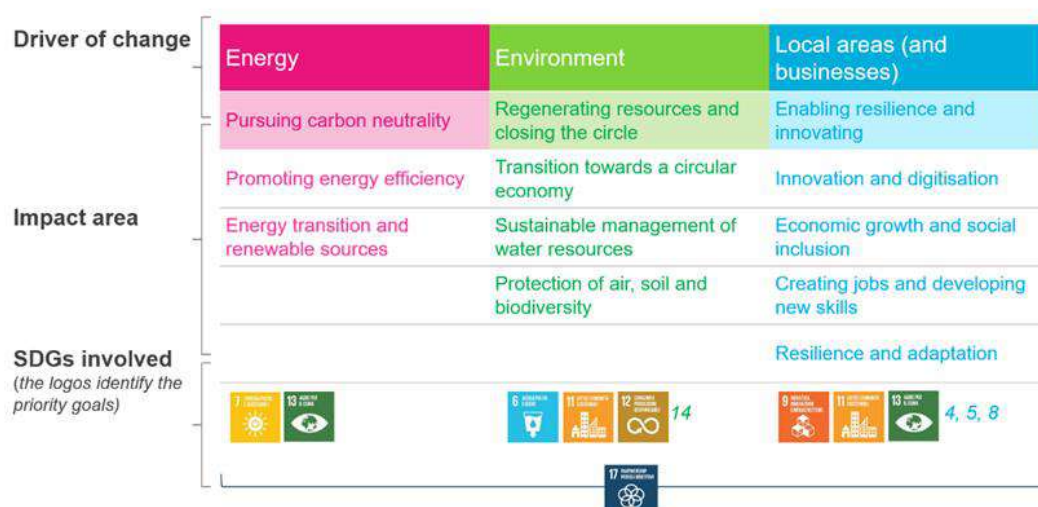 Driver of change
Energy
Environment
Local areas (and
businesses)
Pursuing carbon neutrality
Regenerating resources and
closing the circle
Enabling resilience and
innovating
Impact area
Promoting energy efficiency
Transition towards a circular
economy
Innovation and digitisation
Energy transition and
renewable sources
Sustainable management of
water resources
Economic growth and social
inclusion
Protection of air, soil and
biodiversity
Creating jobs and developing
new skills
Resilience and adaptation
SDGs involved
(the logos identify the
priority goals)
7
13
6
11
12
14
9
11
13
4, 5, 8
17